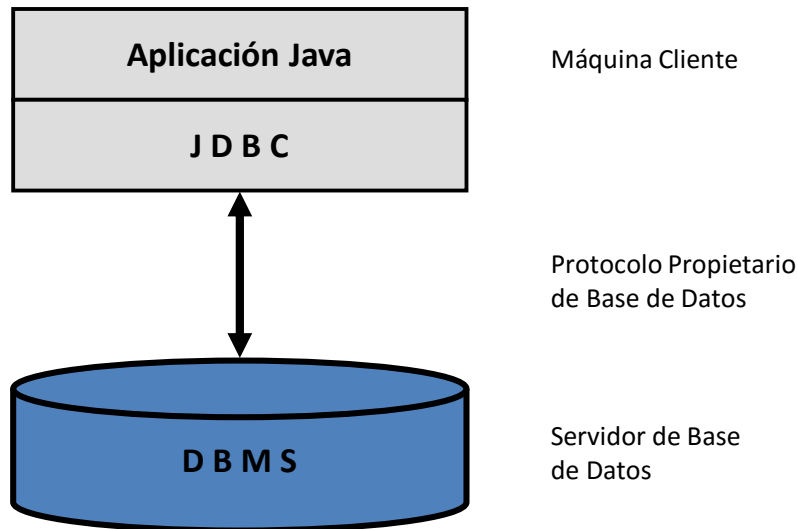 Aplicación Java
Máquina Cliente
J D B C
Protocolo Propietario
de Base de Datos
D B M S
Servidor de Base
de Datos